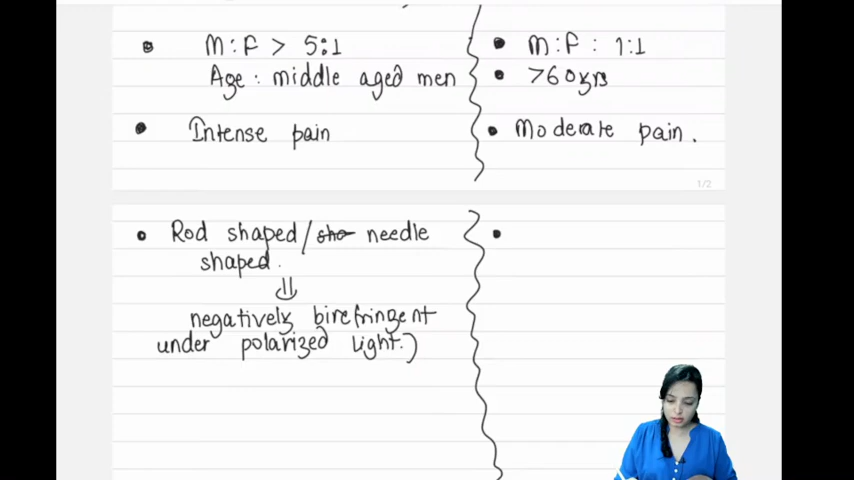 • M:F > 5:1
Age: middle aged men
• Intense pain
• M:F : 1:1
• >60yrs
• Moderate pain.
1/2
• Rod shaped/ sha needle
shaped.
⇓
negatively birefringent
under polarized light.)
•